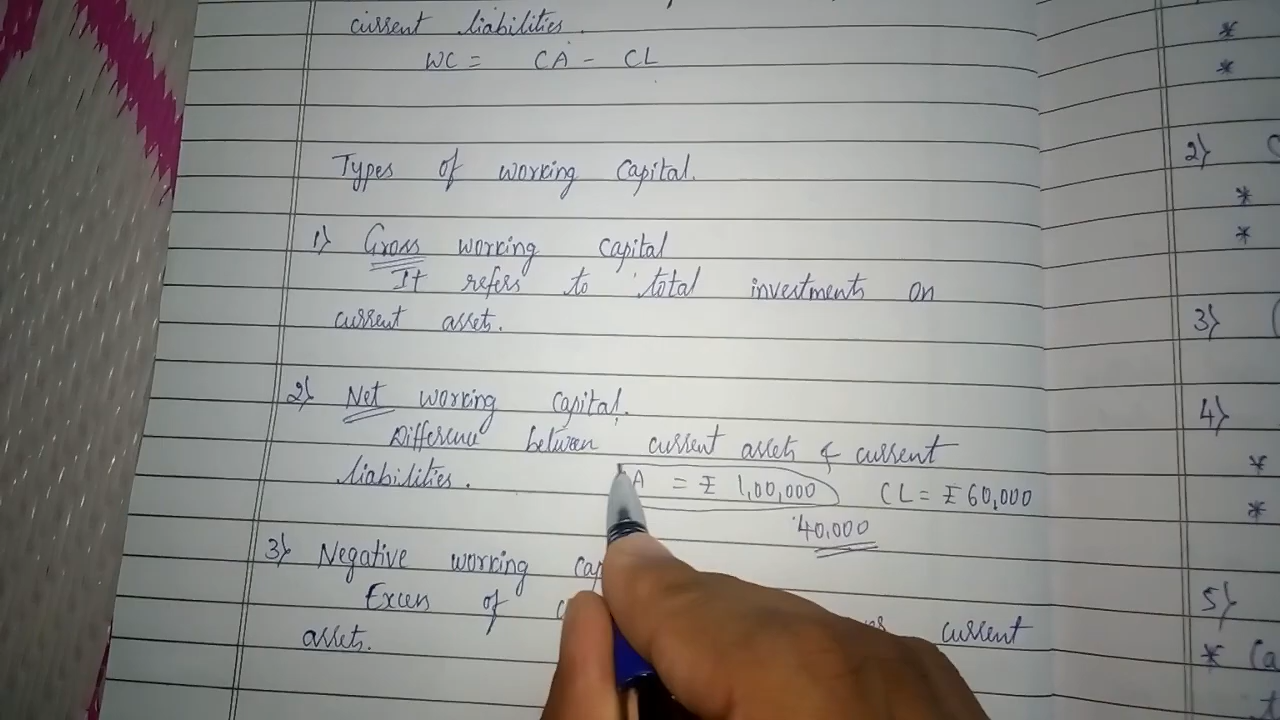 current liabilities.
WC = CA - CL
Types of working Capital.
1) Gross working Capital
It refers to total investments on
current assets.
2) Net working Capital.
Difference between current assets & current
liabilities. A = ₹ 1,00,000 CL = ₹ 60,000
40,000
3) Negative working Cap
Excess of current
assets.
*
*
2)
*
*
3)
4)
*
*
5)
* Ca